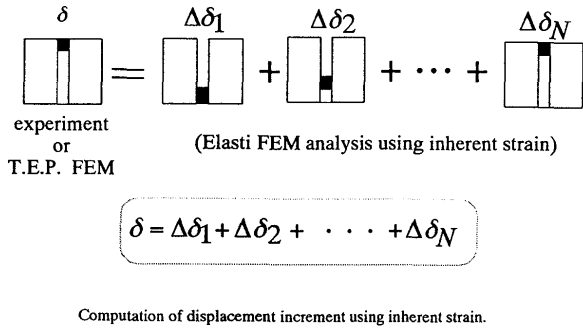 δ Δδ1 Δδ2 ΔδN
= + + ··· +
experiment
or
T.E.P. FEM
(Elasti FEM analysis using inherent strain)
δ = Δδ1+Δδ2 + · · · · +ΔδN
Computation of displacement increment using inherent strain.